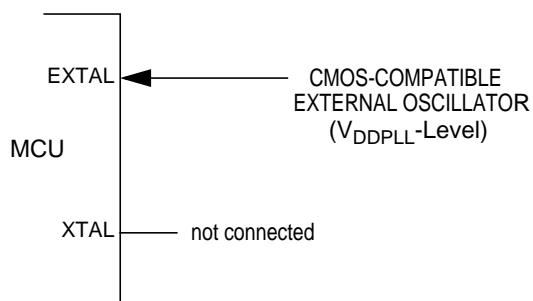 EXTAL
CMOS-COMPATIBLE
EXTERNAL OSCILLATOR
(VDDPLL-Level)
MCU
XTAL
not connected